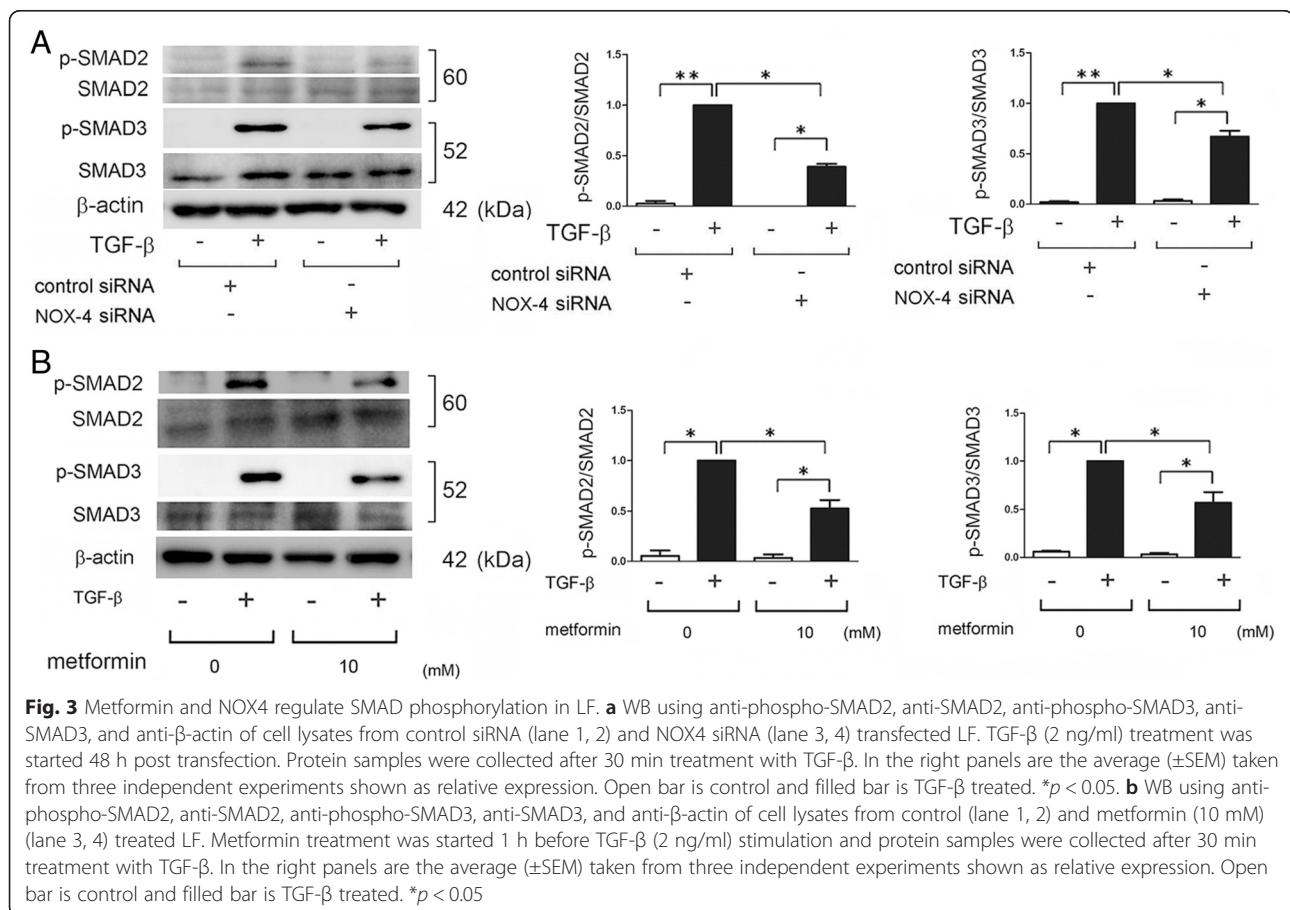 A
p-SMAD2
SMAD2
60
p-SMAD3
SMAD3
52
β-actin
42 (kDa)
TGF-β - + - +
control siRNA + -
NOX-4 siRNA - +
p-SMAD2/SMAD2
1.5
1.0
0.5
0.0
** * *
TGF-β - + - +
control siRNA + -
NOX-4 siRNA - +
p-SMAD3/SMAD3
1.5
1.0
0.5
0.0
** * *
TGF-β - + - +
control siRNA + -
NOX-4 siRNA - +
B
p-SMAD2
SMAD2
60
p-SMAD3
SMAD3
52
β-actin
42 (kDa)
TGF-β - + - +
metformin 0 10 (mM)
p-SMAD2/SMAD2
1.5
1.0
0.5
0.0
* * *
TGF-β - + - +
metformin 0 10 (mM)
p-SMAD3/SMAD3
1.5
1.0
0.5
0.0
* * *
TGF-β - + - +
metformin 0 10 (mM)
Fig. 3 Metformin and NOX4 regulate SMAD phosphorylation in LF. a WB using anti-phospho-SMAD2, anti-SMAD2, anti-phospho-SMAD3, anti-
SMAD3, and anti-β-actin of cell lysates from control siRNA (lane 1, 2) and NOX4 siRNA (lane 3, 4) transfected LF. TGF-β (2 ng/ml) treatment was
started 48 h post transfection. Protein samples were collected after 30 min treatment with TGF-β. In the right panels are the average (±SEM) taken
from three independent experiments shown as relative expression. Open bar is control and filled bar is TGF-β treated. *p < 0.05. b WB using anti-
phospho-SMAD2, anti-SMAD2, anti-phospho-SMAD3, anti-SMAD3, and anti-β-actin of cell lysates from control (lane 1, 2) and metformin (10 mM)
(lane 3, 4) treated LF. Metformin treatment was started 1 h before TGF-β (2 ng/ml) stimulation and protein samples were collected after 30 min
treatment with TGF-β. In the right panels are the average (±SEM) taken from three independent experiments shown as relative expression. Open
bar is control and filled bar is TGF-β treated. *p < 0.05